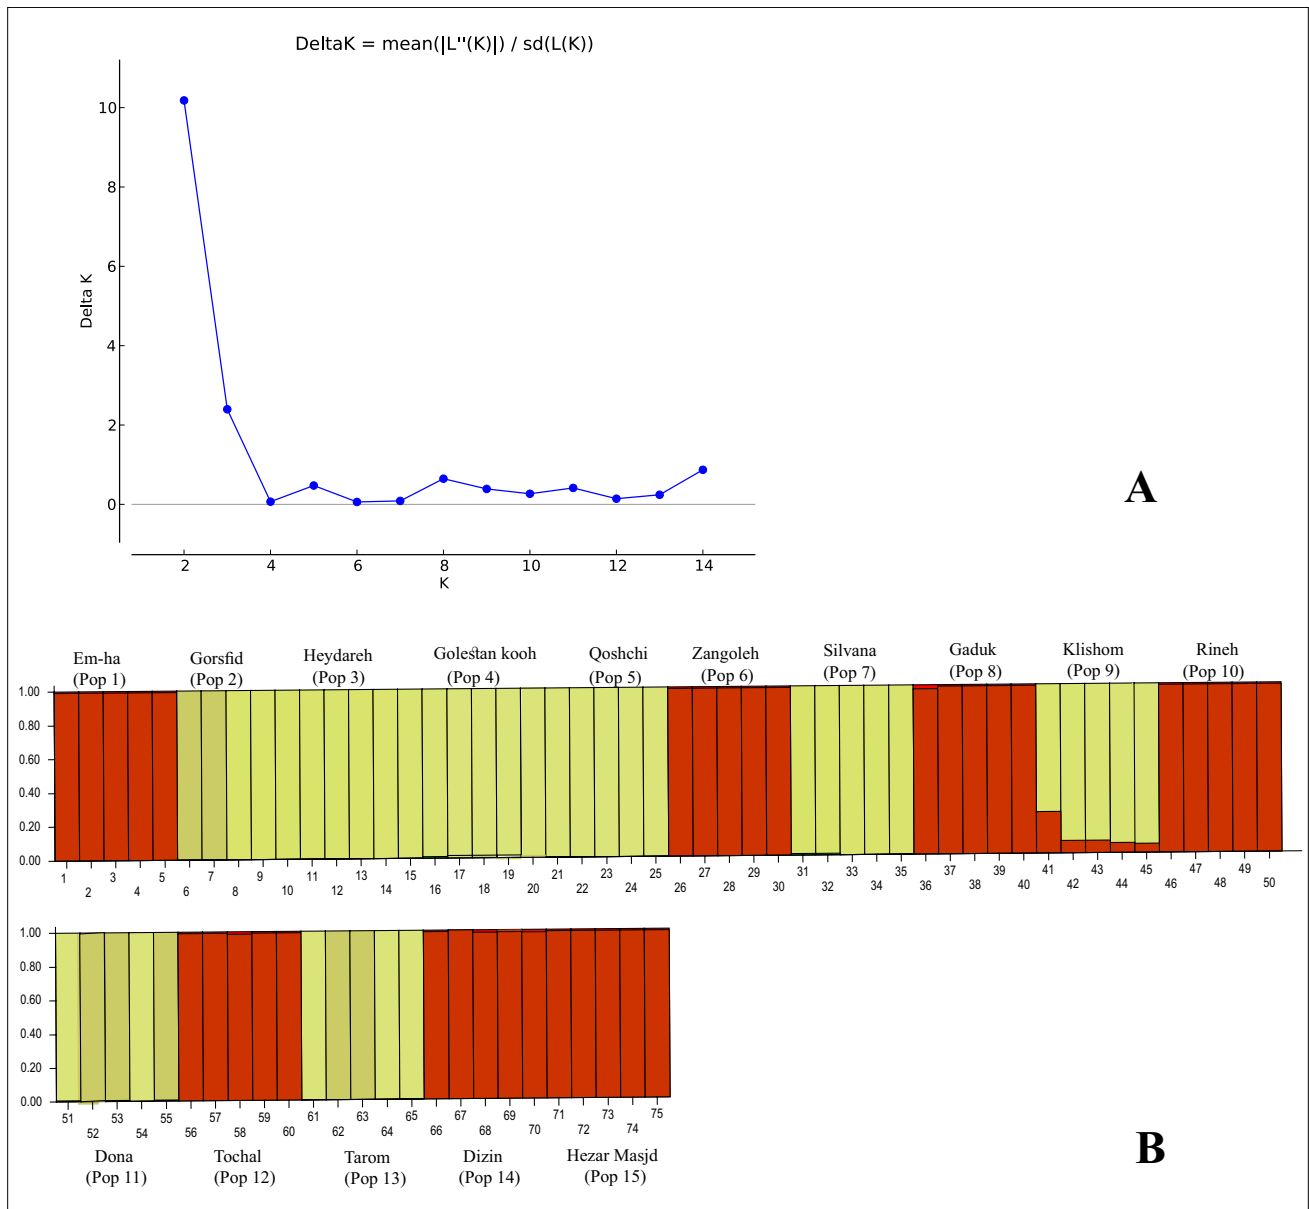 DeltaK = mean(|L''(K)|) / sd(L(K))
10
8
6
4
2
0
Delta K
2 4 6 8 10 12 14
K
A
Em-ha Gorsfid Heydareh Golestan kooh Qoshchi Zangoleh Silvana Gaduk Klishom Rineh
(Pop 1) (Pop 2) (Pop 3) (Pop 4) (Pop 5) (Pop 6) (Pop 7) (Pop 8) (Pop 9) (Pop 10)
1.00
0.80
0.60
0.40
0.20
0.00
1 3 5 7 9 11 13 15 17 19 21 23 25 27 29 31 33 35 37 39 41 43 45 47 49
2 4 6 8 10 12 14 16 18 20 22 24 26 28 30 32 34 36 38 40 42 44 46 48 50
1.00
0.80
0.60
0.40
0.20
0.00
51 53 55 57 59 61 63 65 67 69 71 73 75
52 54 56 58 60 62 64 66 68 70 72 74
Dona Tochal Tarom Dizin Hezar Masjd
(Pop 11) (Pop 12) (Pop 13) (Pop 14) (Pop 15)
B